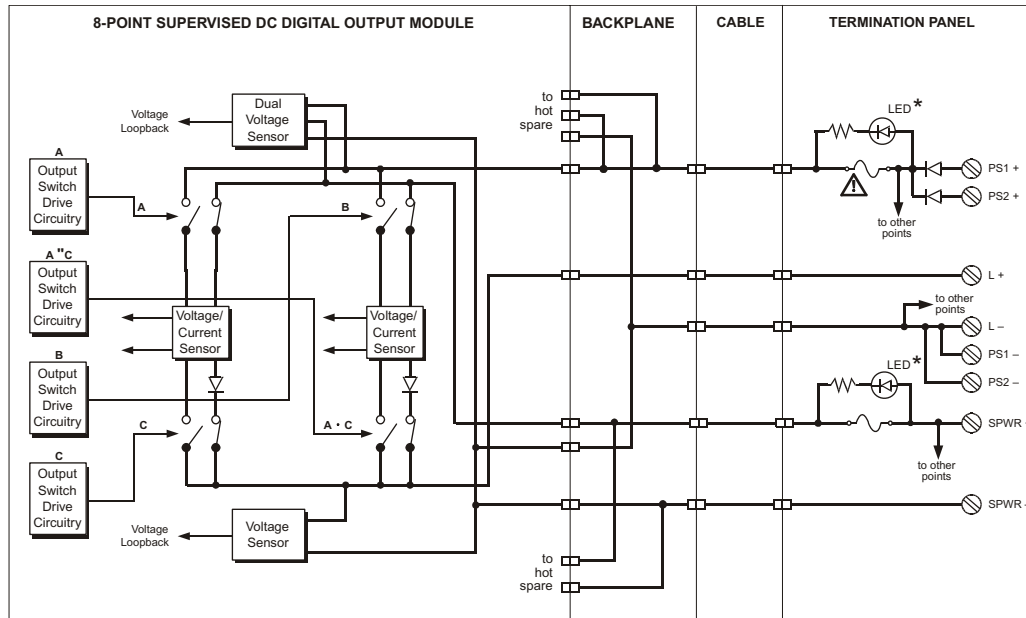 8-POINT SUPERVISED DC DIGITAL OUTPUT MODULE
BACKPLANE
CABLE
TERMINATION PANEL
Voltage
Loopback
Dual
Voltage
Sensor
to
hot
spare
LED*
PS1 +
PS2 +
to other
points
A
Output
Switch
Drive
Circuitry
A
B
A "C
Output
Switch
Drive
Circuitry
Voltage/
Current
Sensor
Voltage/
Current
Sensor
L +
to other
points
L –
PS1 –
PS2 –
B
Output
Switch
Drive
Circuitry
LED*
C
A · C
SPWR
to other
points
C
Output
Switch
Drive
Circuitry
Voltage
Loopback
Voltage
Sensor
SPWR
to
hot
spare